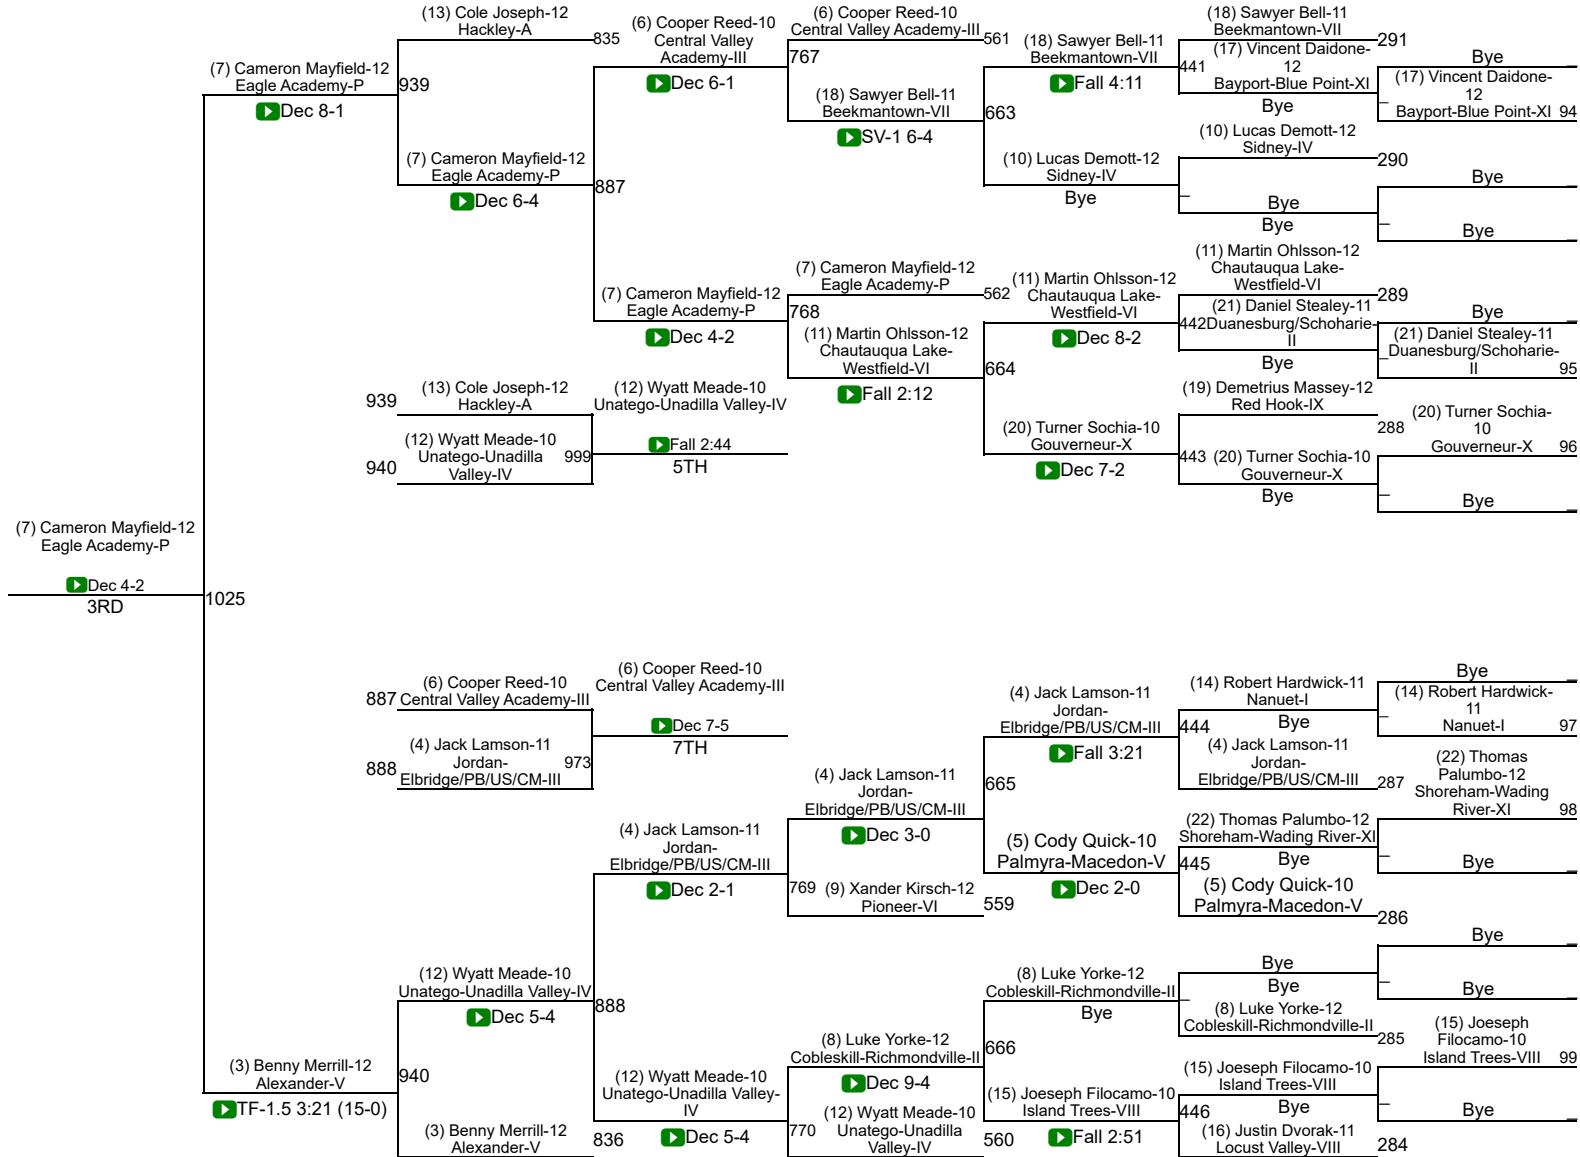 (13) Cole Joseph-12
Hackley-A
835
(6) Cooper Reed-10
Central Valley
Academy-III
Dec 6-1
(6) Cooper Reed-10
Central Valley Academy-III
561
767
(18) Sawyer Bell-11
Beekmantown-VII
Fall 4:11
(18) Sawyer Bell-11
Beekmantown-VII
291
441
(17) Vincent Daidone-
12
Bayport-Blue Point-XI
Bye
Bye
_
(17) Vincent Daidone-
12
Bayport-Blue Point-XI
94
_
(7) Cameron Mayfield-12
Eagle Academy-P
Dec 8-1
939
(18) Sawyer Bell-11
Beekmantown-VII
SV-1 6-4
663
(7) Cameron Mayfield-12
Eagle Academy-P
Dec 6-4
887
(10) Lucas Demott-12
Sidney-IV
Bye
(10) Lucas Demott-12
Sidney-IV
290
_
Bye
Bye
Bye
_
_
Bye
_
(7) Cameron Mayfield-12
Eagle Academy-P
Dec 4-2
(7) Cameron Mayfield-12
Eagle Academy-P
562
768
(11) Martin Ohlsson-12
Chautauqua Lake-
Westfield-VI
Fall 2:12
664
(11) Martin Ohlsson-12
Chautauqua Lake-
Westfield-VI
Dec 8-2
(11) Martin Ohlsson-12
Chautauqua Lake-
Westfield-VI
289
442
(21) Daniel Stealey-11
Duanesburg/Schoharie-
II
Bye
Bye
_
(21) Daniel Stealey-11
Duanesburg/Schoharie-
II
95
_
939
(13) Cole Joseph-12
Hackley-A
940
(12) Wyatt Meade-10
Unatego-Unadilla
Valley-IV
999
(12) Wyatt Meade-10
Unatego-Unadilla Valley-IV
Fall 2:44
5TH
(20) Turner Sochia-10
Gouverneur-X
Dec 7-2
(19) Demetrius Massey-12
Red Hook-IX
288
443
(20) Turner Sochia-10
Gouverneur-X
Bye
(20) Turner Sochia-
10
Gouverneur-X
96
_
Bye
_
(7) Cameron Mayfield-12
Eagle Academy-P
Dec 4-2
3RD
1025
887
(6) Cooper Reed-10
Central Valley Academy-III
888
(4) Jack Lamson-11
Jordan-
Elbridge/PB/US/CM-III
973
(6) Cooper Reed-10
Central Valley Academy-III
Dec 7-5
7TH
(4) Jack Lamson-11
Jordan-
Elbridge/PB/US/CM-III
Fall 3:21
(14) Robert Hardwick-11
Nanuet-I
444
Bye
(4) Jack Lamson-11
Jordan-
Elbridge/PB/US/CM-III
287
Bye
_
(14) Robert Hardwick-
11
Nanuet-I
97
_
(22) Thomas
Palumbo-12
Shoreham-Wading
River-XI
98
(4) Jack Lamson-11
Jordan-
Elbridge/PB/US/CM-III
Dec 3-0
665
(4) Jack Lamson-11
Jordan-
Elbridge/PB/US/CM-III
Dec 2-1
769
(9) Xander Kirsch-12
Pioneer-VI
559
(5) Cody Quick-10
Palmyra-Macedon-V
Dec 2-0
(22) Thomas Palumbo-12
Shoreham-Wading River-XI
445
Bye
(5) Cody Quick-10
Palmyra-Macedon-V
286
_
Bye
_
Bye
_
(12) Wyatt Meade-10
Unatego-Unadilla Valley-IV
Dec 5-4
888
(8) Luke Yorke-12
Cobleskill-Richmondville-II
Bye
Bye
_
Bye
(8) Luke Yorke-12
Cobleskill-Richmondville-II
285
_
Bye
_
(3) Benny Merrill-12
Alexander-V
TF-1.5 3:21 (15-0)
940
(3) Benny Merrill-12
Alexander-V
836
(12) Wyatt Meade-10
Unatego-Unadilla Valley-
IV
Dec 5-4
(8) Luke Yorke-12
Cobleskill-Richmondville-II
Dec 9-4
666
770
(12) Wyatt Meade-10
Unatego-Unadilla
Valley-IV
560
(15) Joeseph Filocamo-10
Island Trees-VIII
Fall 2:51
(15) Joeseph Filocamo-10
Island Trees-VIII
446
Bye
(16) Justin Dvorak-11
Locust Valley-VIII
284
(15) Joeseph
Filocamo-10
Island Trees-VIII
99
_
Bye
_